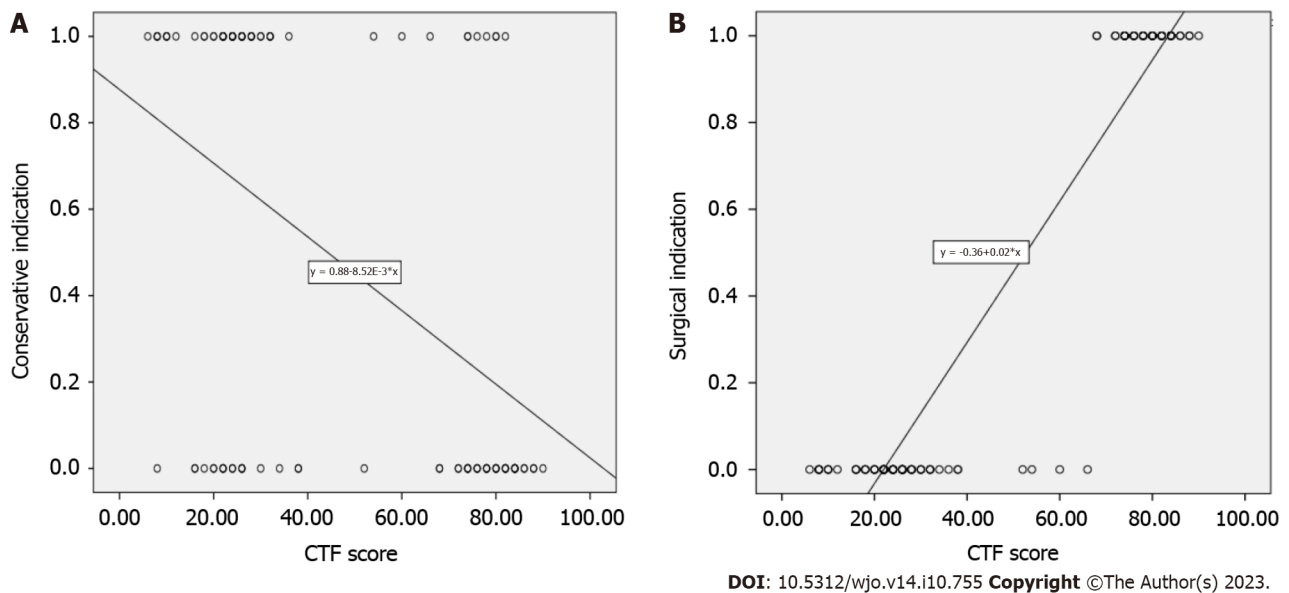 A
Conservative indication
1.0
0.8
0.6
0.4
0.2
0.0
y = 0.88-8.52E-3*x
0.00 20.00 40.00 60.00 80.00 100.00
CTF score
B
Surgical indication
1.0
0.8
0.6
0.4
0.2
0.0
y = -0.36+0.02*x
0.00 20.00 40.00 60.00 80.00 100.00
CTF score
DOI: 10.5312/wjo.v14.i10.755 Copyright ©The Author(s) 2023.